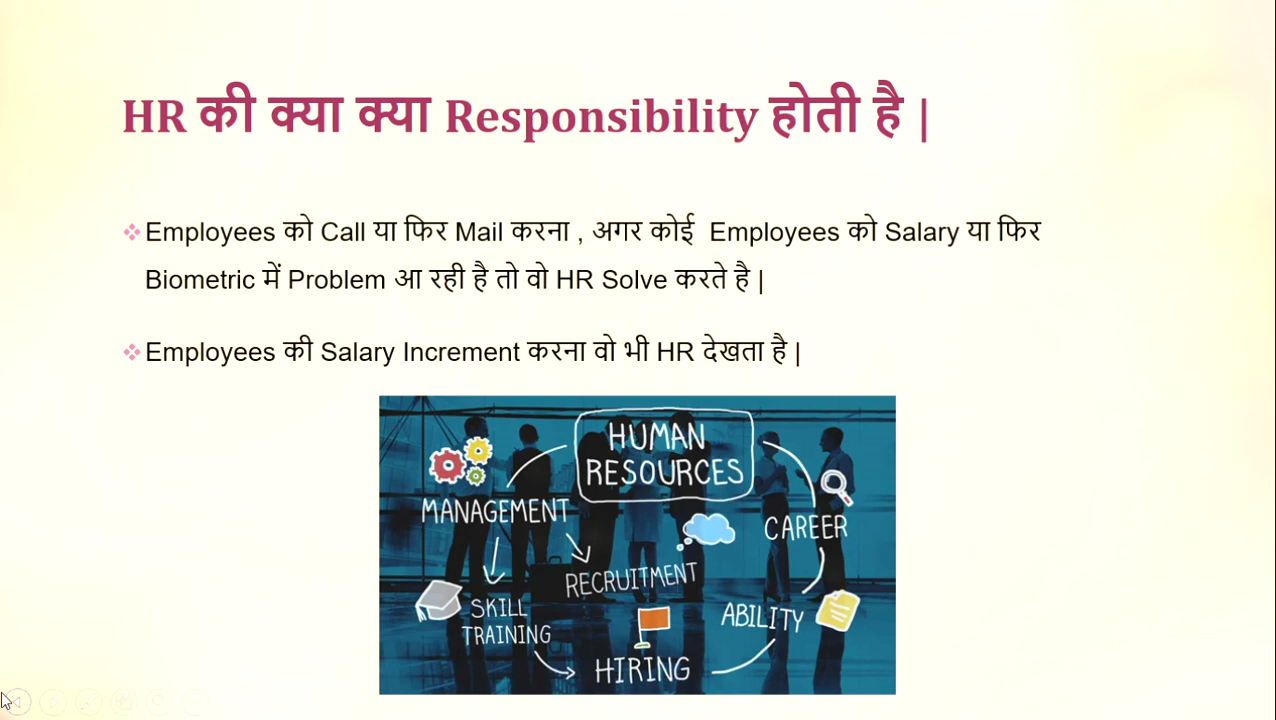 HR की क्या क्या Responsibility होती है |
Employees को Call या फिर Mail करना , अगर कोई Employees को Salary या फिर
Biometric में Problem आ रही है तो वो HR Solve करते है |
Employees की Salary Increment करना वो भी HR देखता है |
HUMAN
RESOURCES
MANAGEMENT
CAREER
RECRUITMENT
SKILL
TRAINING
ABILITY
HIRING